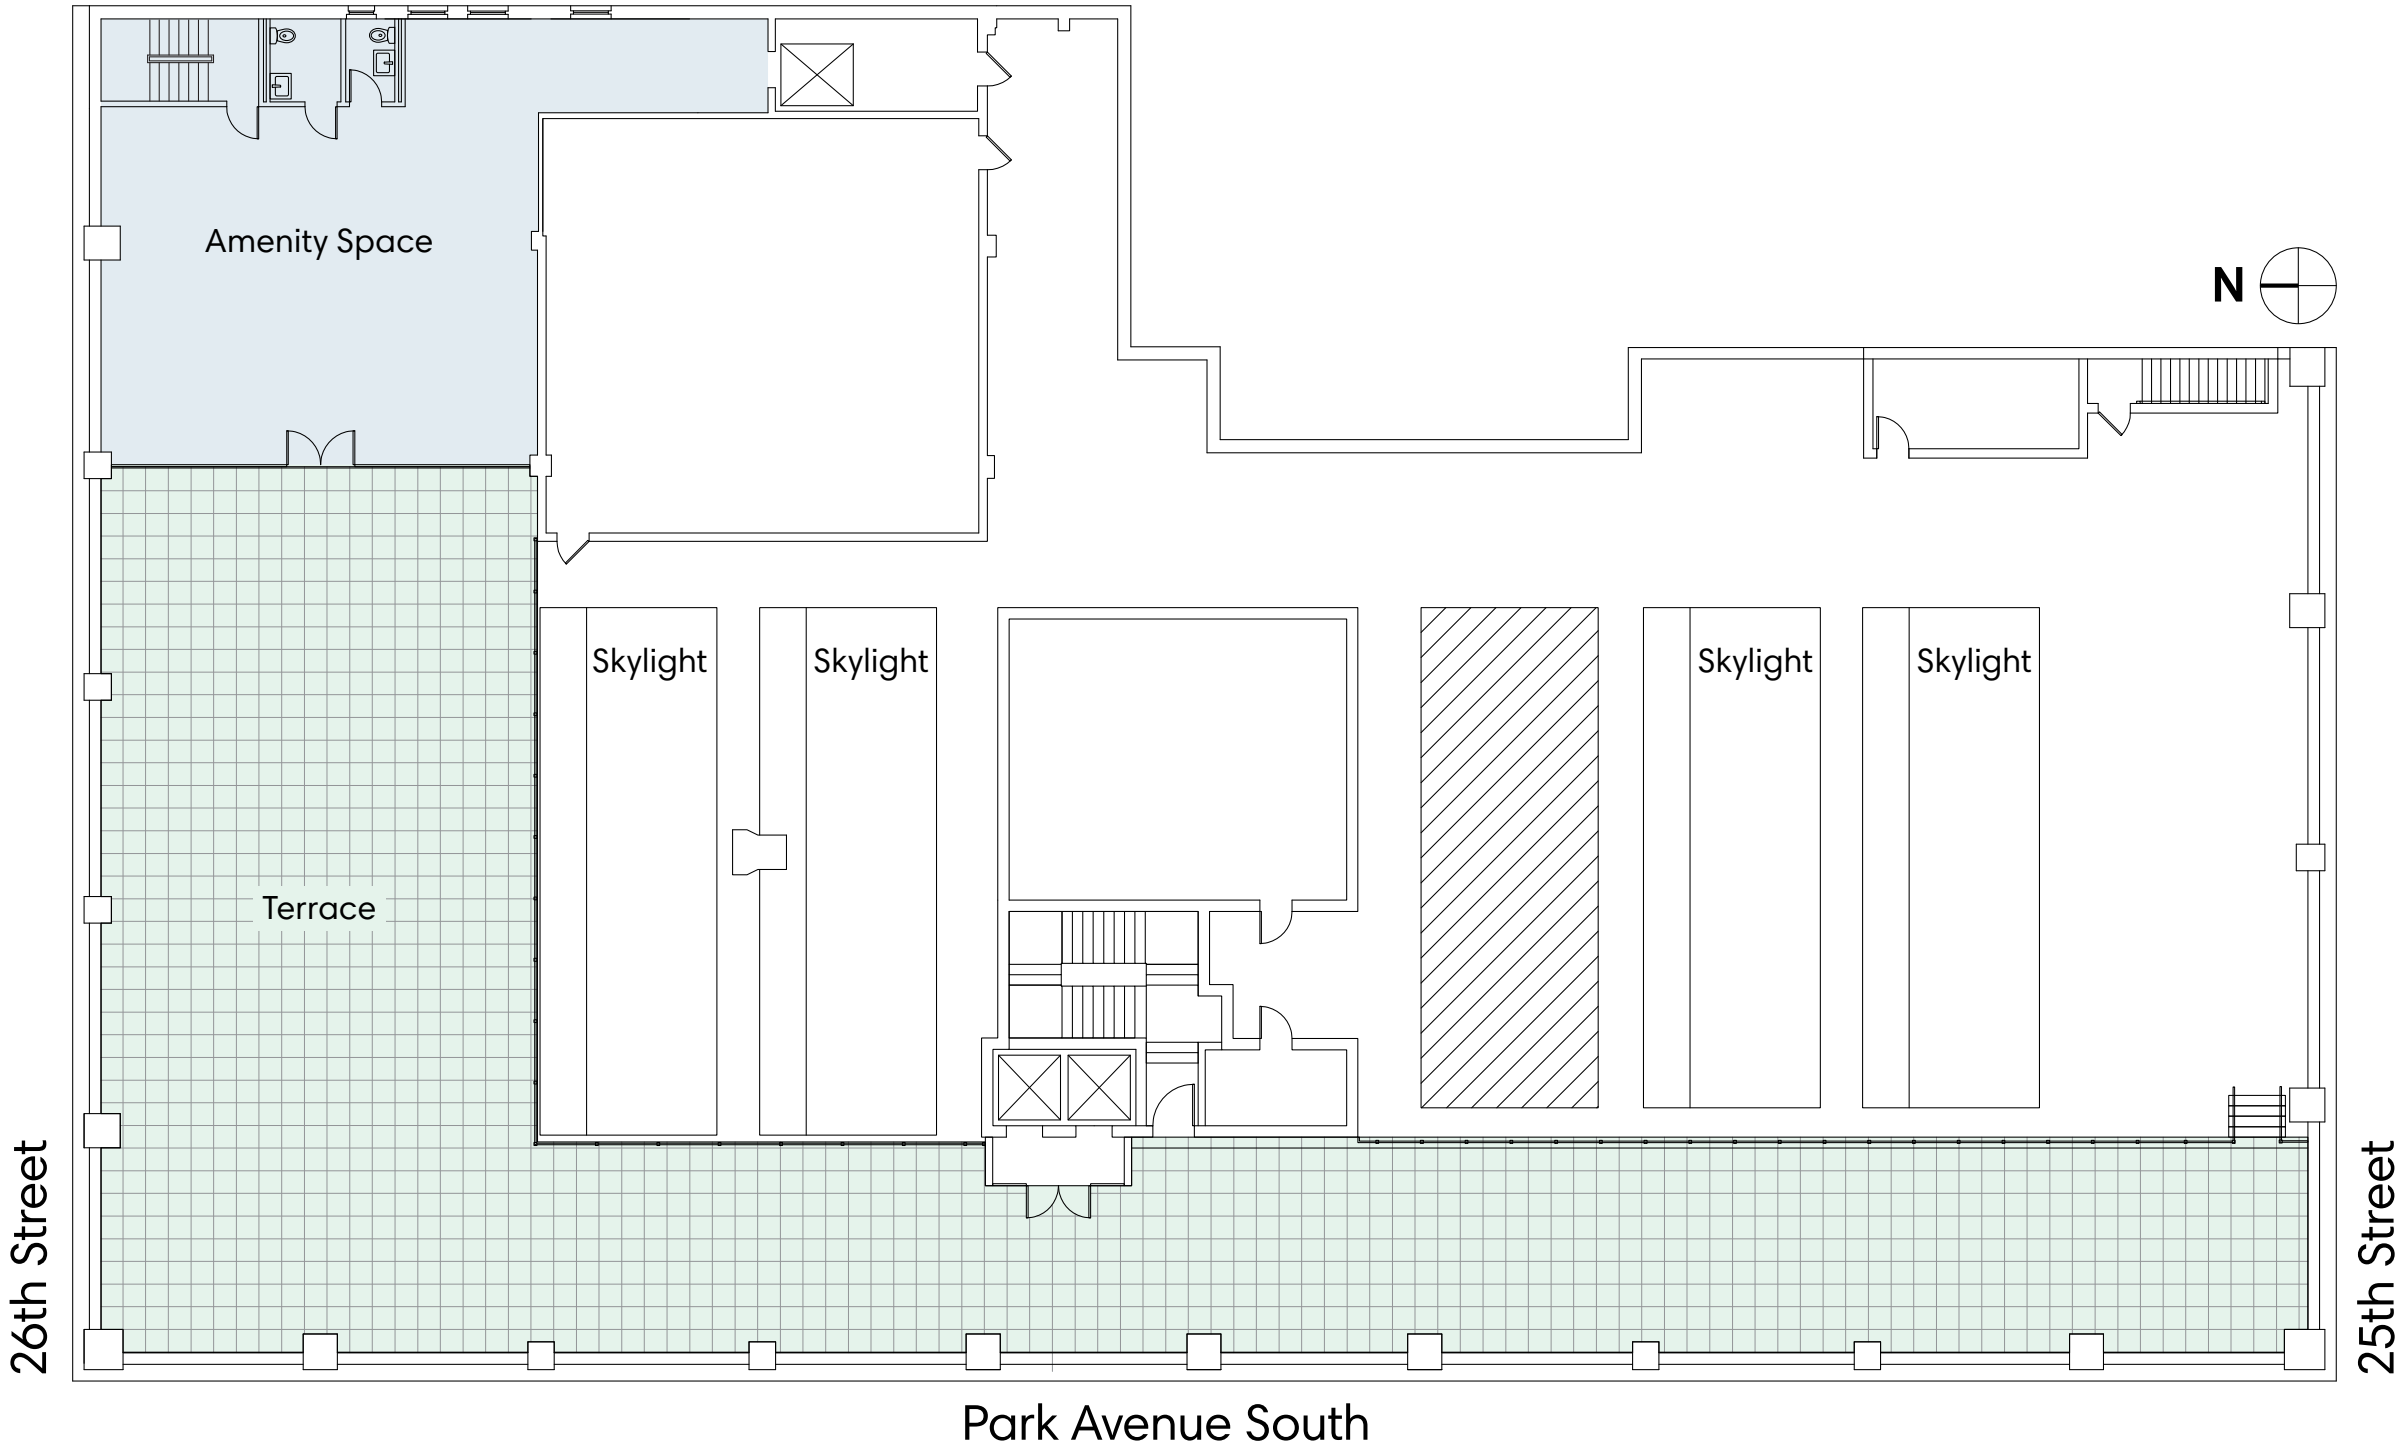 Amenity Space
N
Skylight
Skylight
Skylight
Skylight
Terrace
26th Street
25th Street
Park Avenue South